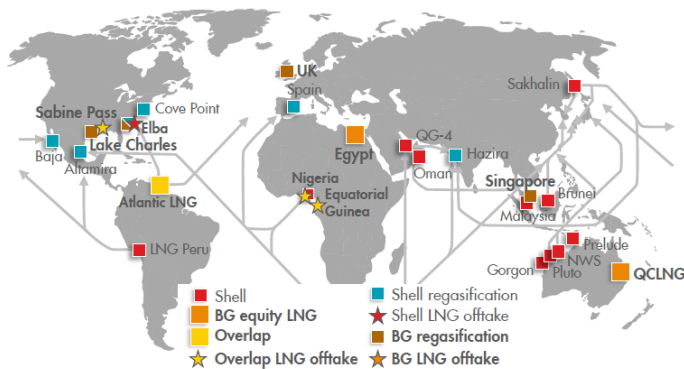 UK
Spain
Sakhalin
Sabine Pass
Cove Point
Elba
Lake Charles
Baja
Altamira
QG-4
Egypt
Oman
Hazira
Nigeria
Equatorial
Guinea
Singapore
Brunei
Malaysia
Atlantic LNG
LNG Peru
Prelude
NWS
Gorgon
Pluto
QCLNG
Shell
BG equity LNG
Overlap
Overlap LNG offtake
Shell regasification
Shell LNG offtake
BG regasification
BG LNG offtake